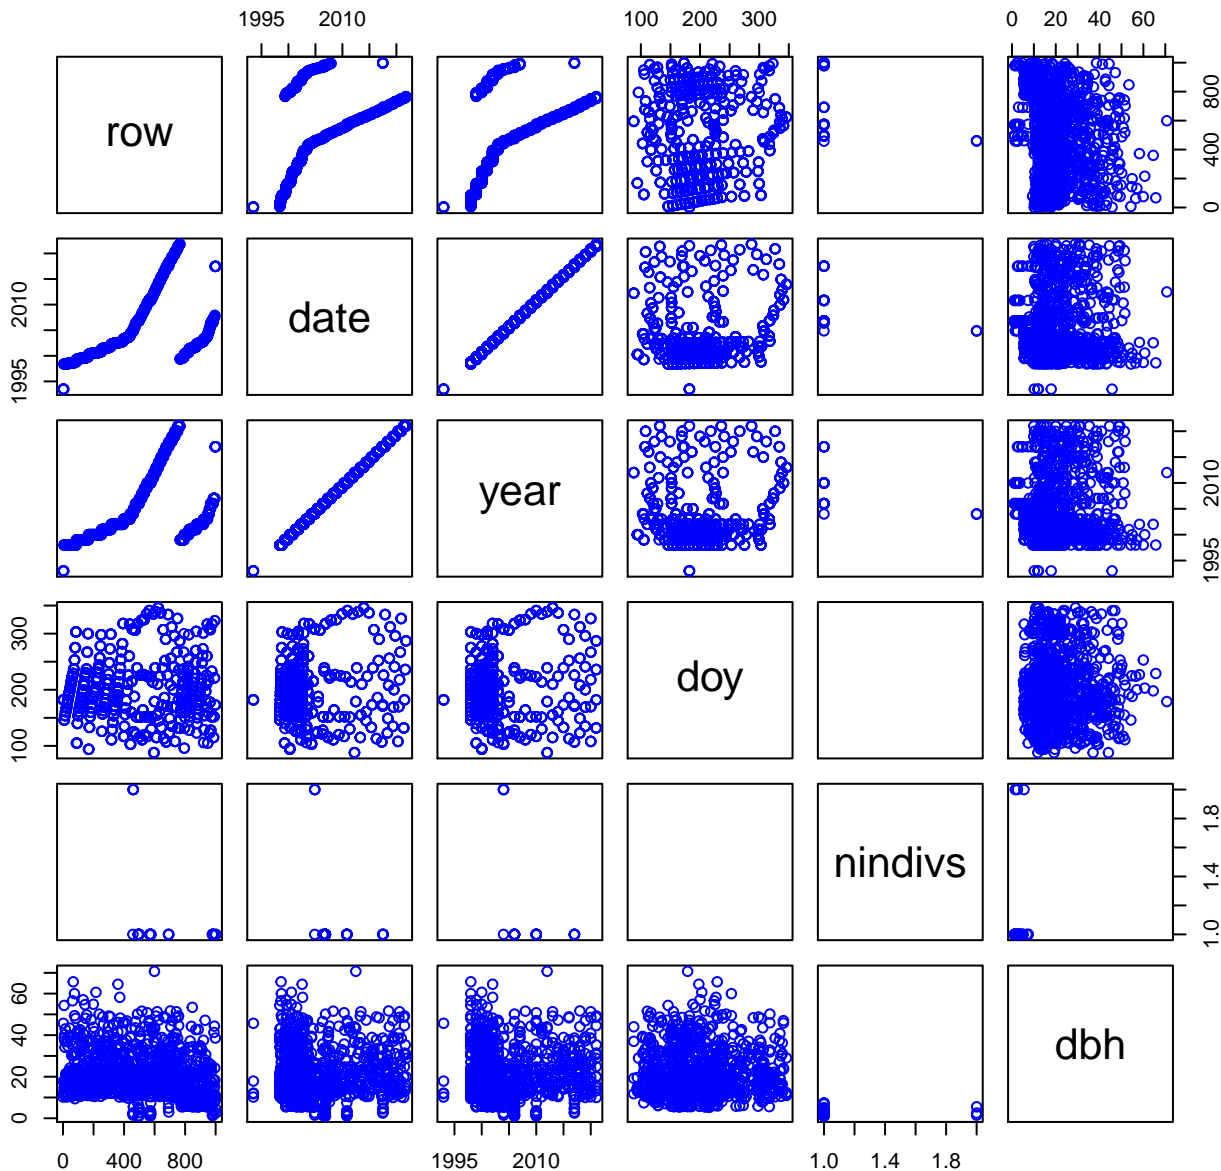 1995 2010 100 200 300 0 20 40 60
row 0 400 800
1995 2010 date
year 1995 2010
100 200 300 doy
nindivs 1.0 1.4 1.8
0 20 40 60 dbh
0 400 800 1995 2010 1.0 1.4 1.8